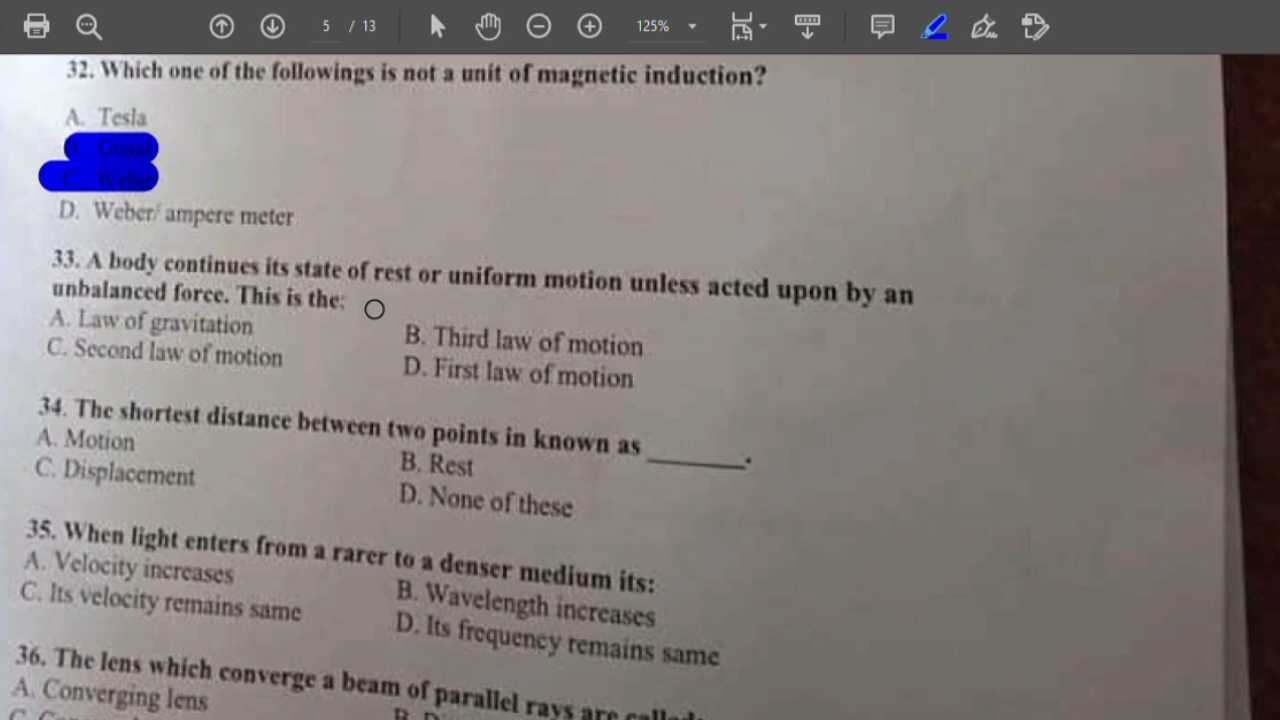 5 / 13 125%
32. Which one of the followings is not a unit of magnetic induction?
A. Tesla
B. Guass
C. Weber
D. Weber/ ampere meter
33. A body continues its state of rest or uniform motion unless acted upon by an
unbalanced force. This is the:
A. Law of gravitation
B. Third law of motion
C. Second law of motion
D. First law of motion
34. The shortest distance between two points in known as _______.
A. Motion
B. Rest
C. Displacement
D. None of these
35. When light enters from a rarer to a denser medium its:
A. Velocity increases
B. Wavelength increases
C. Its velocity remains same
D. Its frequency remains same
36. The lens which converge a beam of parallel rays are called:
A. Converging lens